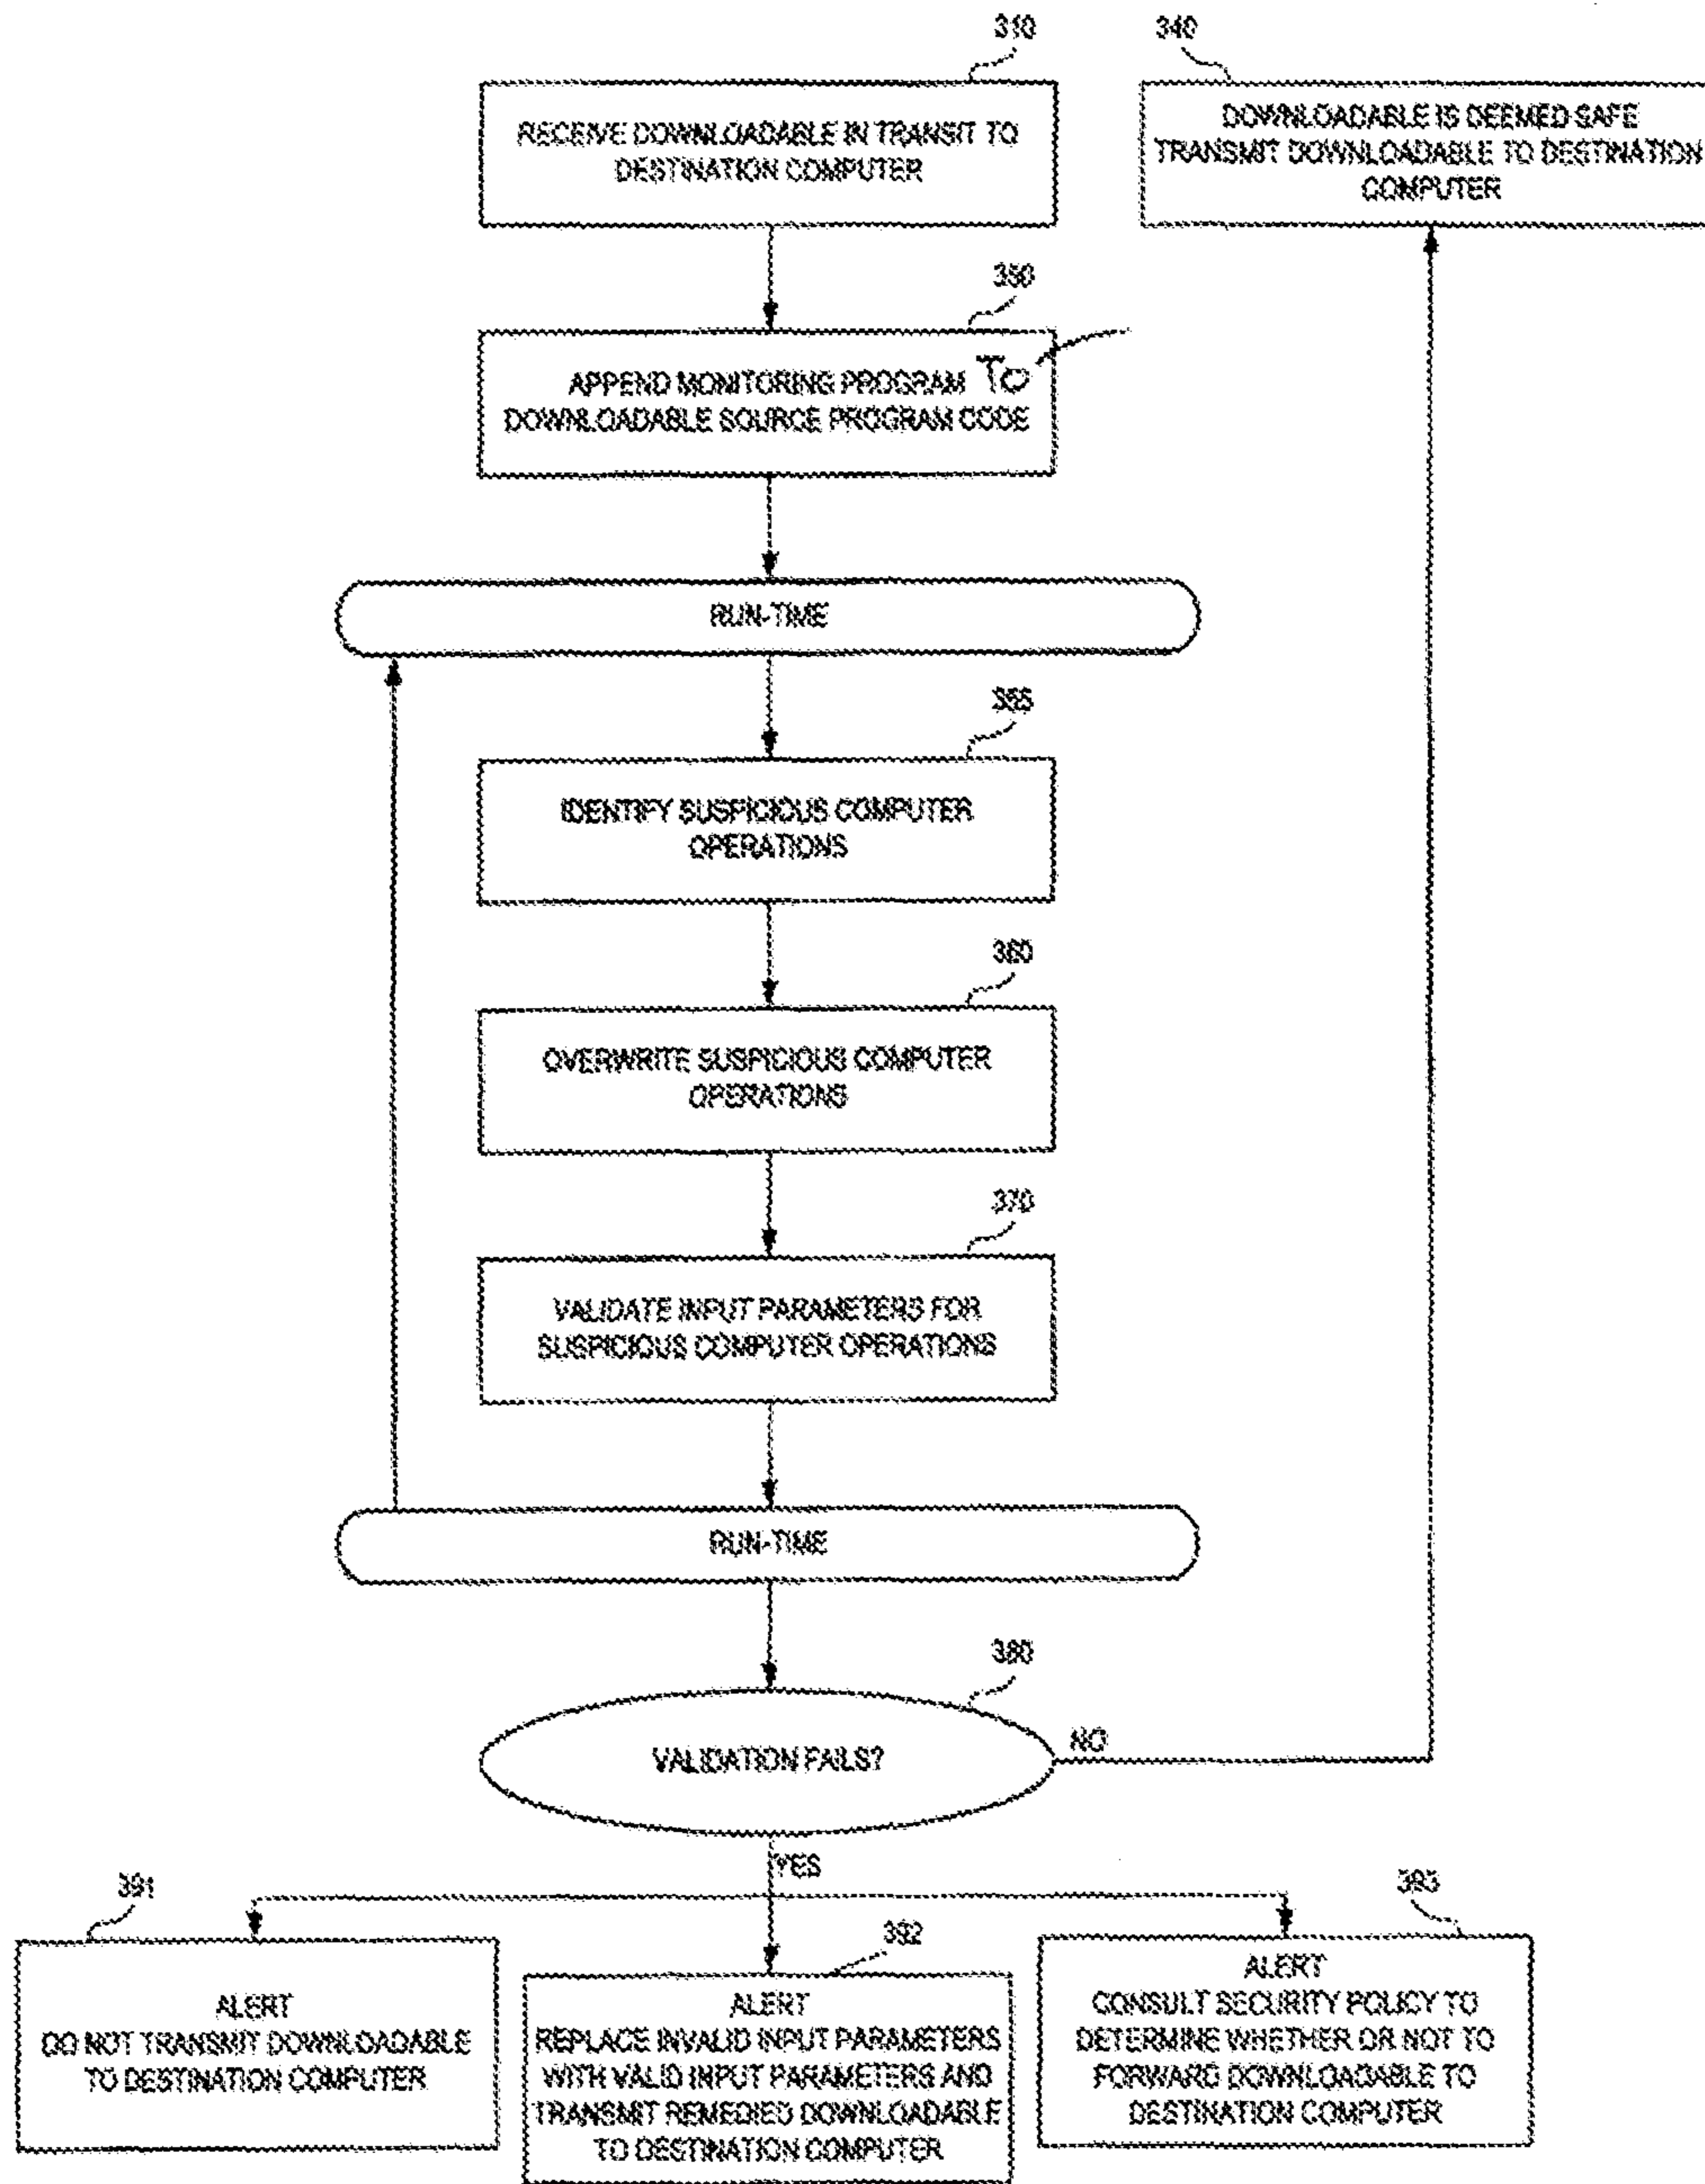 310
340
RECEIVE DOWNLOADABLE IN TRANSIT TO
DESTINATION COMPUTER
DOWNLOADABLE IS DEEMED SAFE
TRANSMIT DOWNLOADABLE TO DESTINATION
COMPUTER
350
APPEND MONITORING PROGRAM TO
DOWNLOADABLE SOURCE PROGRAM CODE
RUN-TIME
355
IDENTIFY SUSPICIOUS COMPUTER
OPERATIONS
360
OVERWRITE SUSPICIOUS COMPUTER
OPERATIONS
370
VALIDATE INPUT PARAMETERS FOR
SUSPICIOUS COMPUTER OPERATIONS
RUN-TIME
380
VALIDATION FAILS?
NO
YES
391
ALERT
DO NOT TRANSMIT DOWNLOADABLE
TO DESTINATION COMPUTER
392
ALERT
REPLACE INVALID INPUT PARAMETERS
WITH VALID INPUT PARAMETERS AND
TRANSMIT REMEDIED DOWNLOADABLE
TO DESTINATION COMPUTER
393
ALERT
CONSULT SECURITY POLICY TO
DETERMINE WHETHER OR NOT TO
FORWARD DOWNLOADABLE TO
DESTINATION COMPUTER